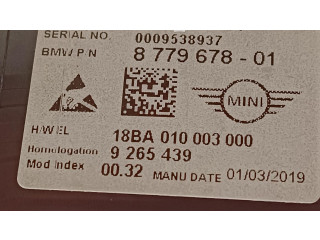 SERIAL NO. 0009538937
BMW P/N 8 779 678 - 01
MINI
H/W EL 18BA 010 003 000
Homologation 9 265 439
Mod Index 00.32 MANU DATE 01/03/2019